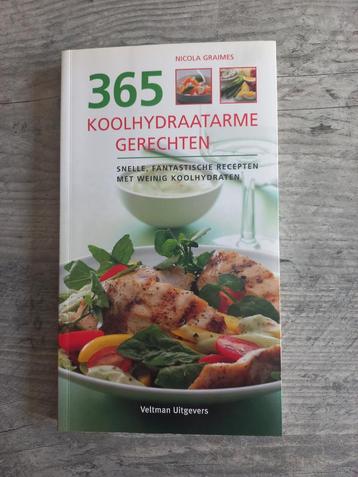 NICOLA GRAIMES
365
KOOLHYDRAATARME
GERECHTEN
SNELLE, FANTASTISCHE RECEPTEN
MET WEINIG KOOLHYDRATEN
Veltman Uitgevers